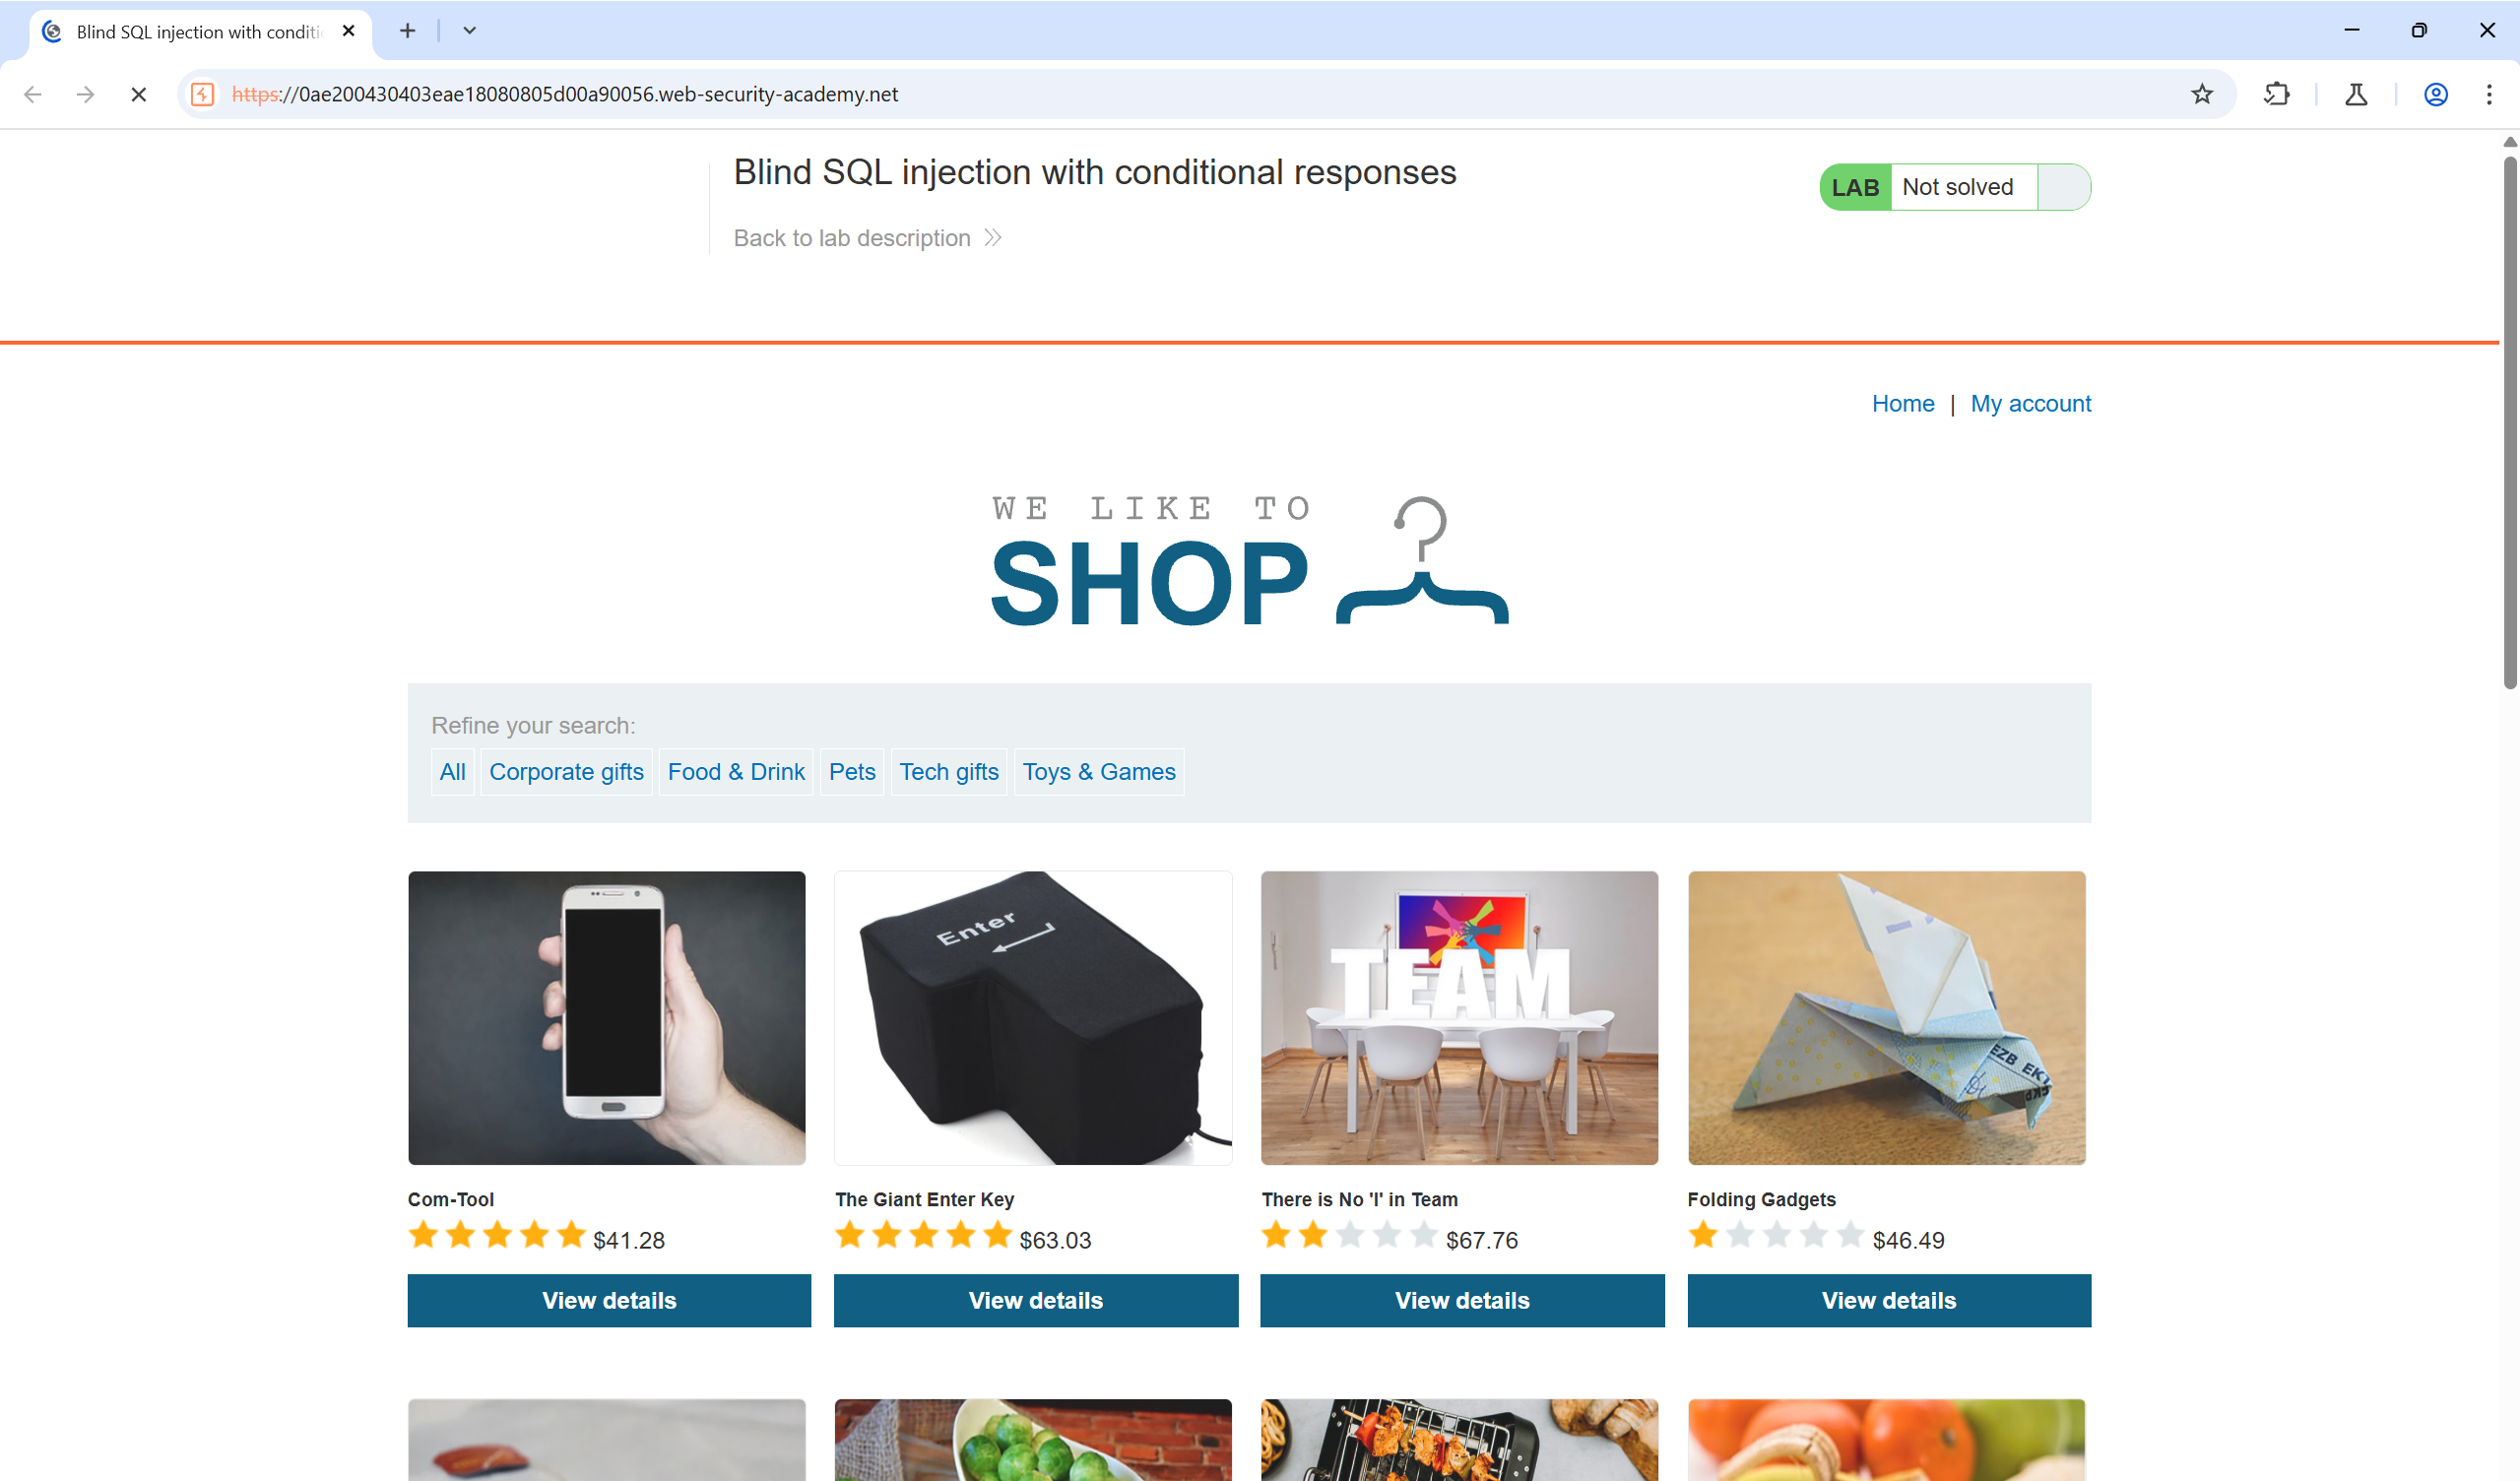 Blind SQL injection with conditi
https://0ae200430403eae18080805d00a90056.web-security-academy.net
Blind SQL injection with conditional responses
LAB Not solved
Back to lab description
Home | My account
WE LIKE TO
SHOP
Refine your search:
All Corporate gifts Food & Drink Pets Tech gifts Toys & Games
Enter
TEAM
EZB EKT
EKP
Com-Tool The Giant Enter Key There is No 'I' in Team Folding Gadgets
$41.28 $63.03 $67.76 $46.49
View details View details View details View details